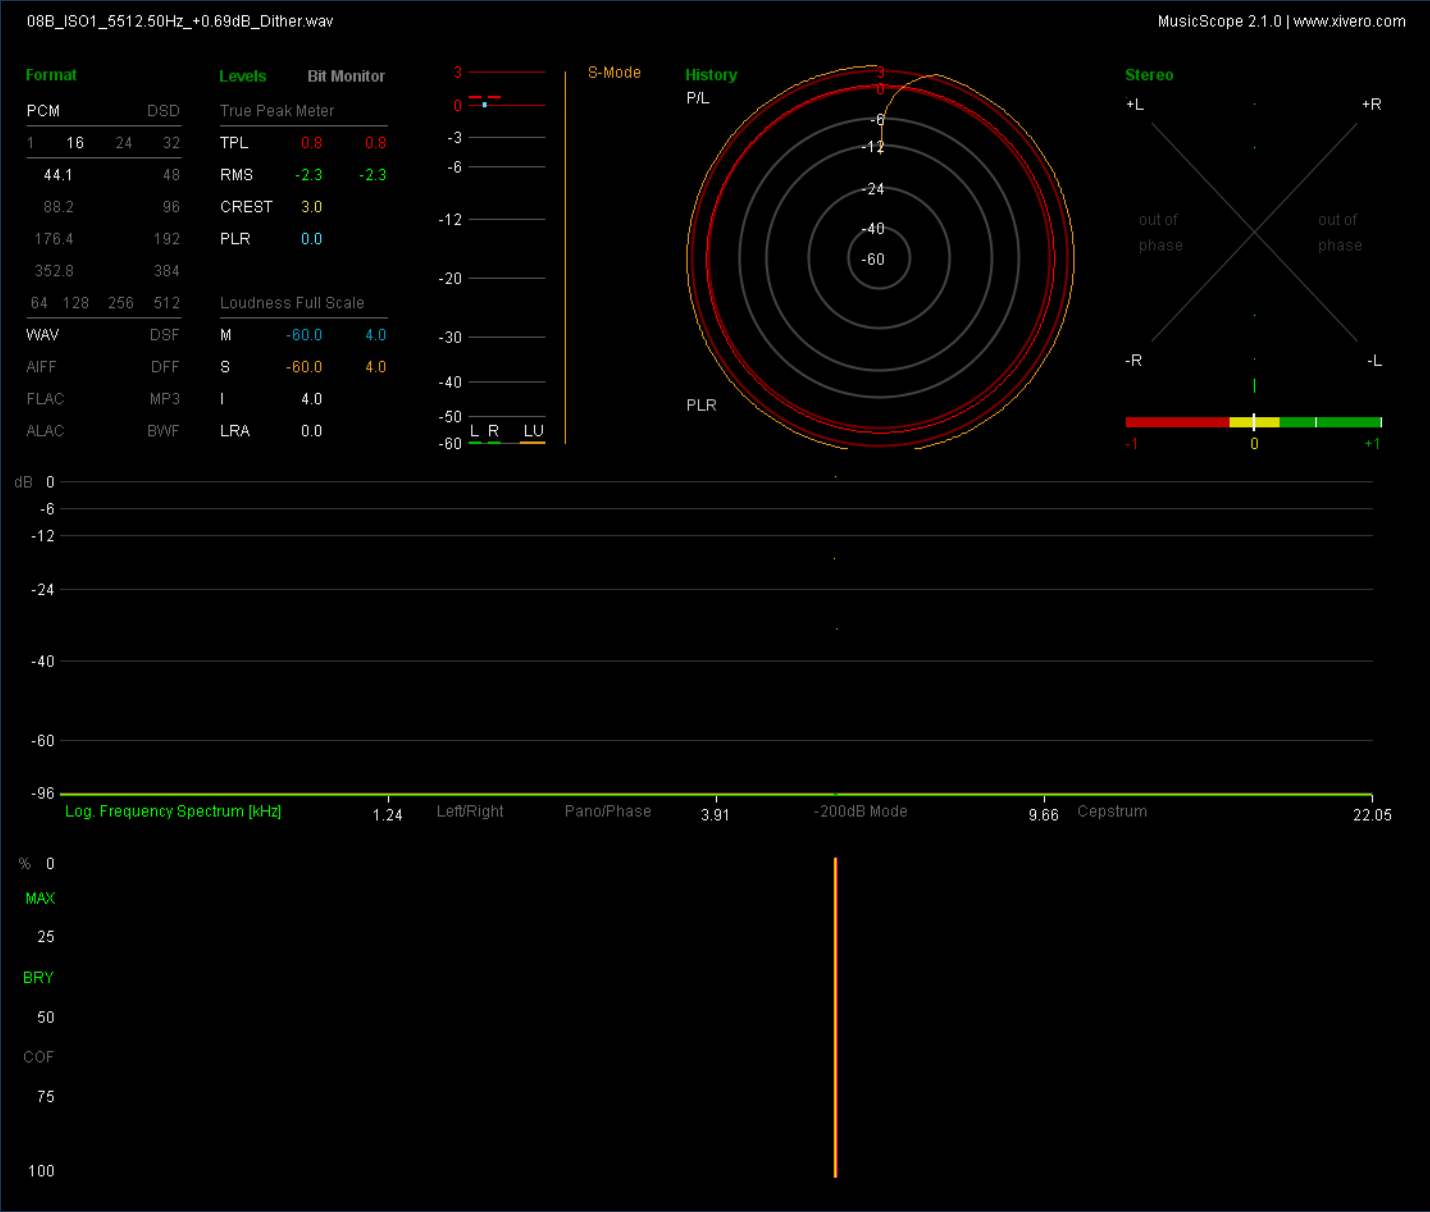 08B_ISO1_5512.50Hz_+0.69dB_Dither.wav
MusicScope 2.1.0 | www.xivero.com
Format
PCM DSD
1 16 24 32
44.1 48
88.2 96
176.4 192
352.8 384
64 128 256 512
WAV DSF
AIFF DFF
FLAC MP3
ALAC BWF
Levels Bit Monitor
True Peak Meter
TPL 0.8 0.8
RMS -2.3 -2.3
CREST 3.0
PLR 0.0
Loudness Full Scale
M -60.0 4.0
S -60.0 4.0
I 4.0
LRA 0.0
3
0
-3
-6
-12
-20
-30
-40
-50
-60
L R LU
S-Mode
History
P/L
3
0
-6
-12
-24
-40
-60
PLR
Stereo
+L +R
out of phase
out of phase
-R -L
-1 0 +1
dB 0
-6
-12
-24
-40
-60
-96
Log. Frequency Spectrum [kHz] 1.24 Left/Right Pano/Phase 3.91 -200dB Mode 9.66 Cepstrum 22.05
% 0
MAX
25
BRY
50
COF
75
100